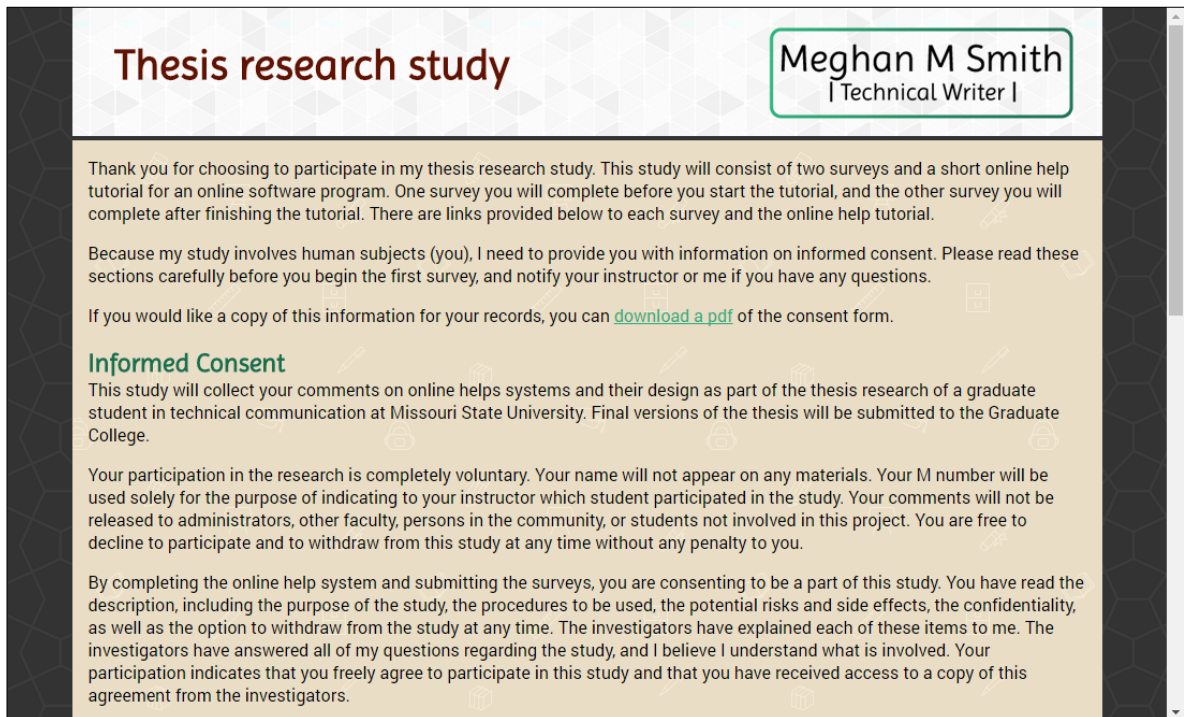 Thesis research study
Meghan M Smith
| Technical Writer |
Thank you for choosing to participate in my thesis research study. This study will consist of two surveys and a short online help
tutorial for an online software program. One survey you will complete before you start the tutorial, and the other survey you will
complete after finishing the tutorial. There are links provided below to each survey and the online help tutorial.
Because my study involves human subjects (you), I need to provide you with information on informed consent. Please read these
sections carefully before you begin the first survey, and notify your instructor or me if you have any questions.
If you would like a copy of this information for your records, you can download a pdf of the consent form.
Informed Consent
This study will collect your comments on online helps systems and their design as part of the thesis research of a graduate
student in technical communication at Missouri State University. Final versions of the thesis will be submitted to the Graduate
College.
Your participation in the research is completely voluntary. Your name will not appear on any materials. Your M number will be
used solely for the purpose of indicating to your instructor which student participated in the study. Your comments will not be
released to administrators, other faculty, persons in the community, or students not involved in this project. You are free to
decline to participate and to withdraw from this study at any time without any penalty to you.
By completing the online help system and submitting the surveys, you are consenting to be a part of this study. You have read the
description, including the purpose of the study, the procedures to be used, the potential risks and side effects, the confidentiality,
as well as the option to withdraw from the study at any time. The investigators have explained each of these items to me. The
investigators have answered all of my questions regarding the study, and I believe I understand what is involved. Your
participation indicates that you freely agree to participate in this study and that you have received access to a copy of this
agreement from the investigators.